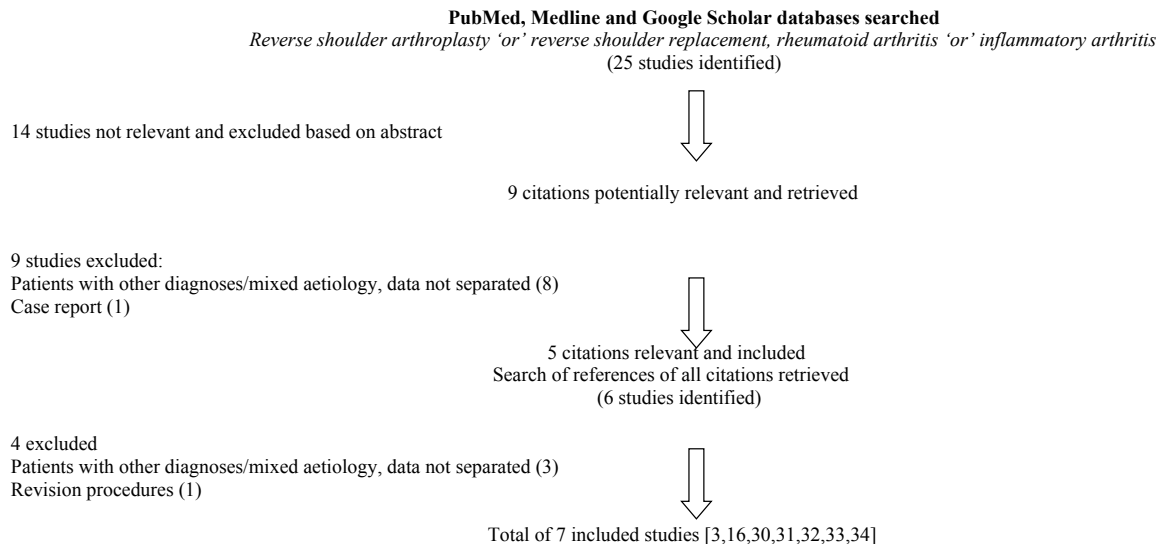 PubMed, Medline and Google Scholar databases searched
Reverse shoulder arthroplasty ‘or’ reverse shoulder replacement, rheumatoid arthritis ‘or’ inflammatory arthritis
(25 studies identified)
14 studies not relevant and excluded based on abstract
9 citations potentially relevant and retrieved
9 studies excluded:
Patients with other diagnoses/mixed aetiology, data not separated (8)
Case report (1)
5 citations relevant and included
Search of references of all citations retrieved
(6 studies identified)
4 excluded
Patients with other diagnoses/mixed aetiology, data not separated (3)
Revision procedures (1)
Total of 7 included studies [3,16,30,31,32,33,34]